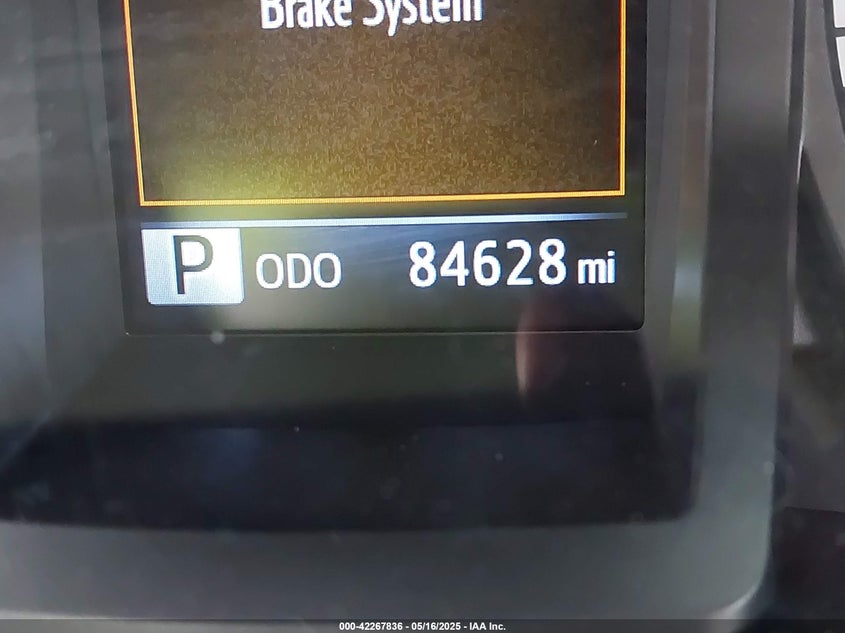 Brake System
P ODO 84628 mi
000-42267836 - 05/16/2025 - IAA Inc.